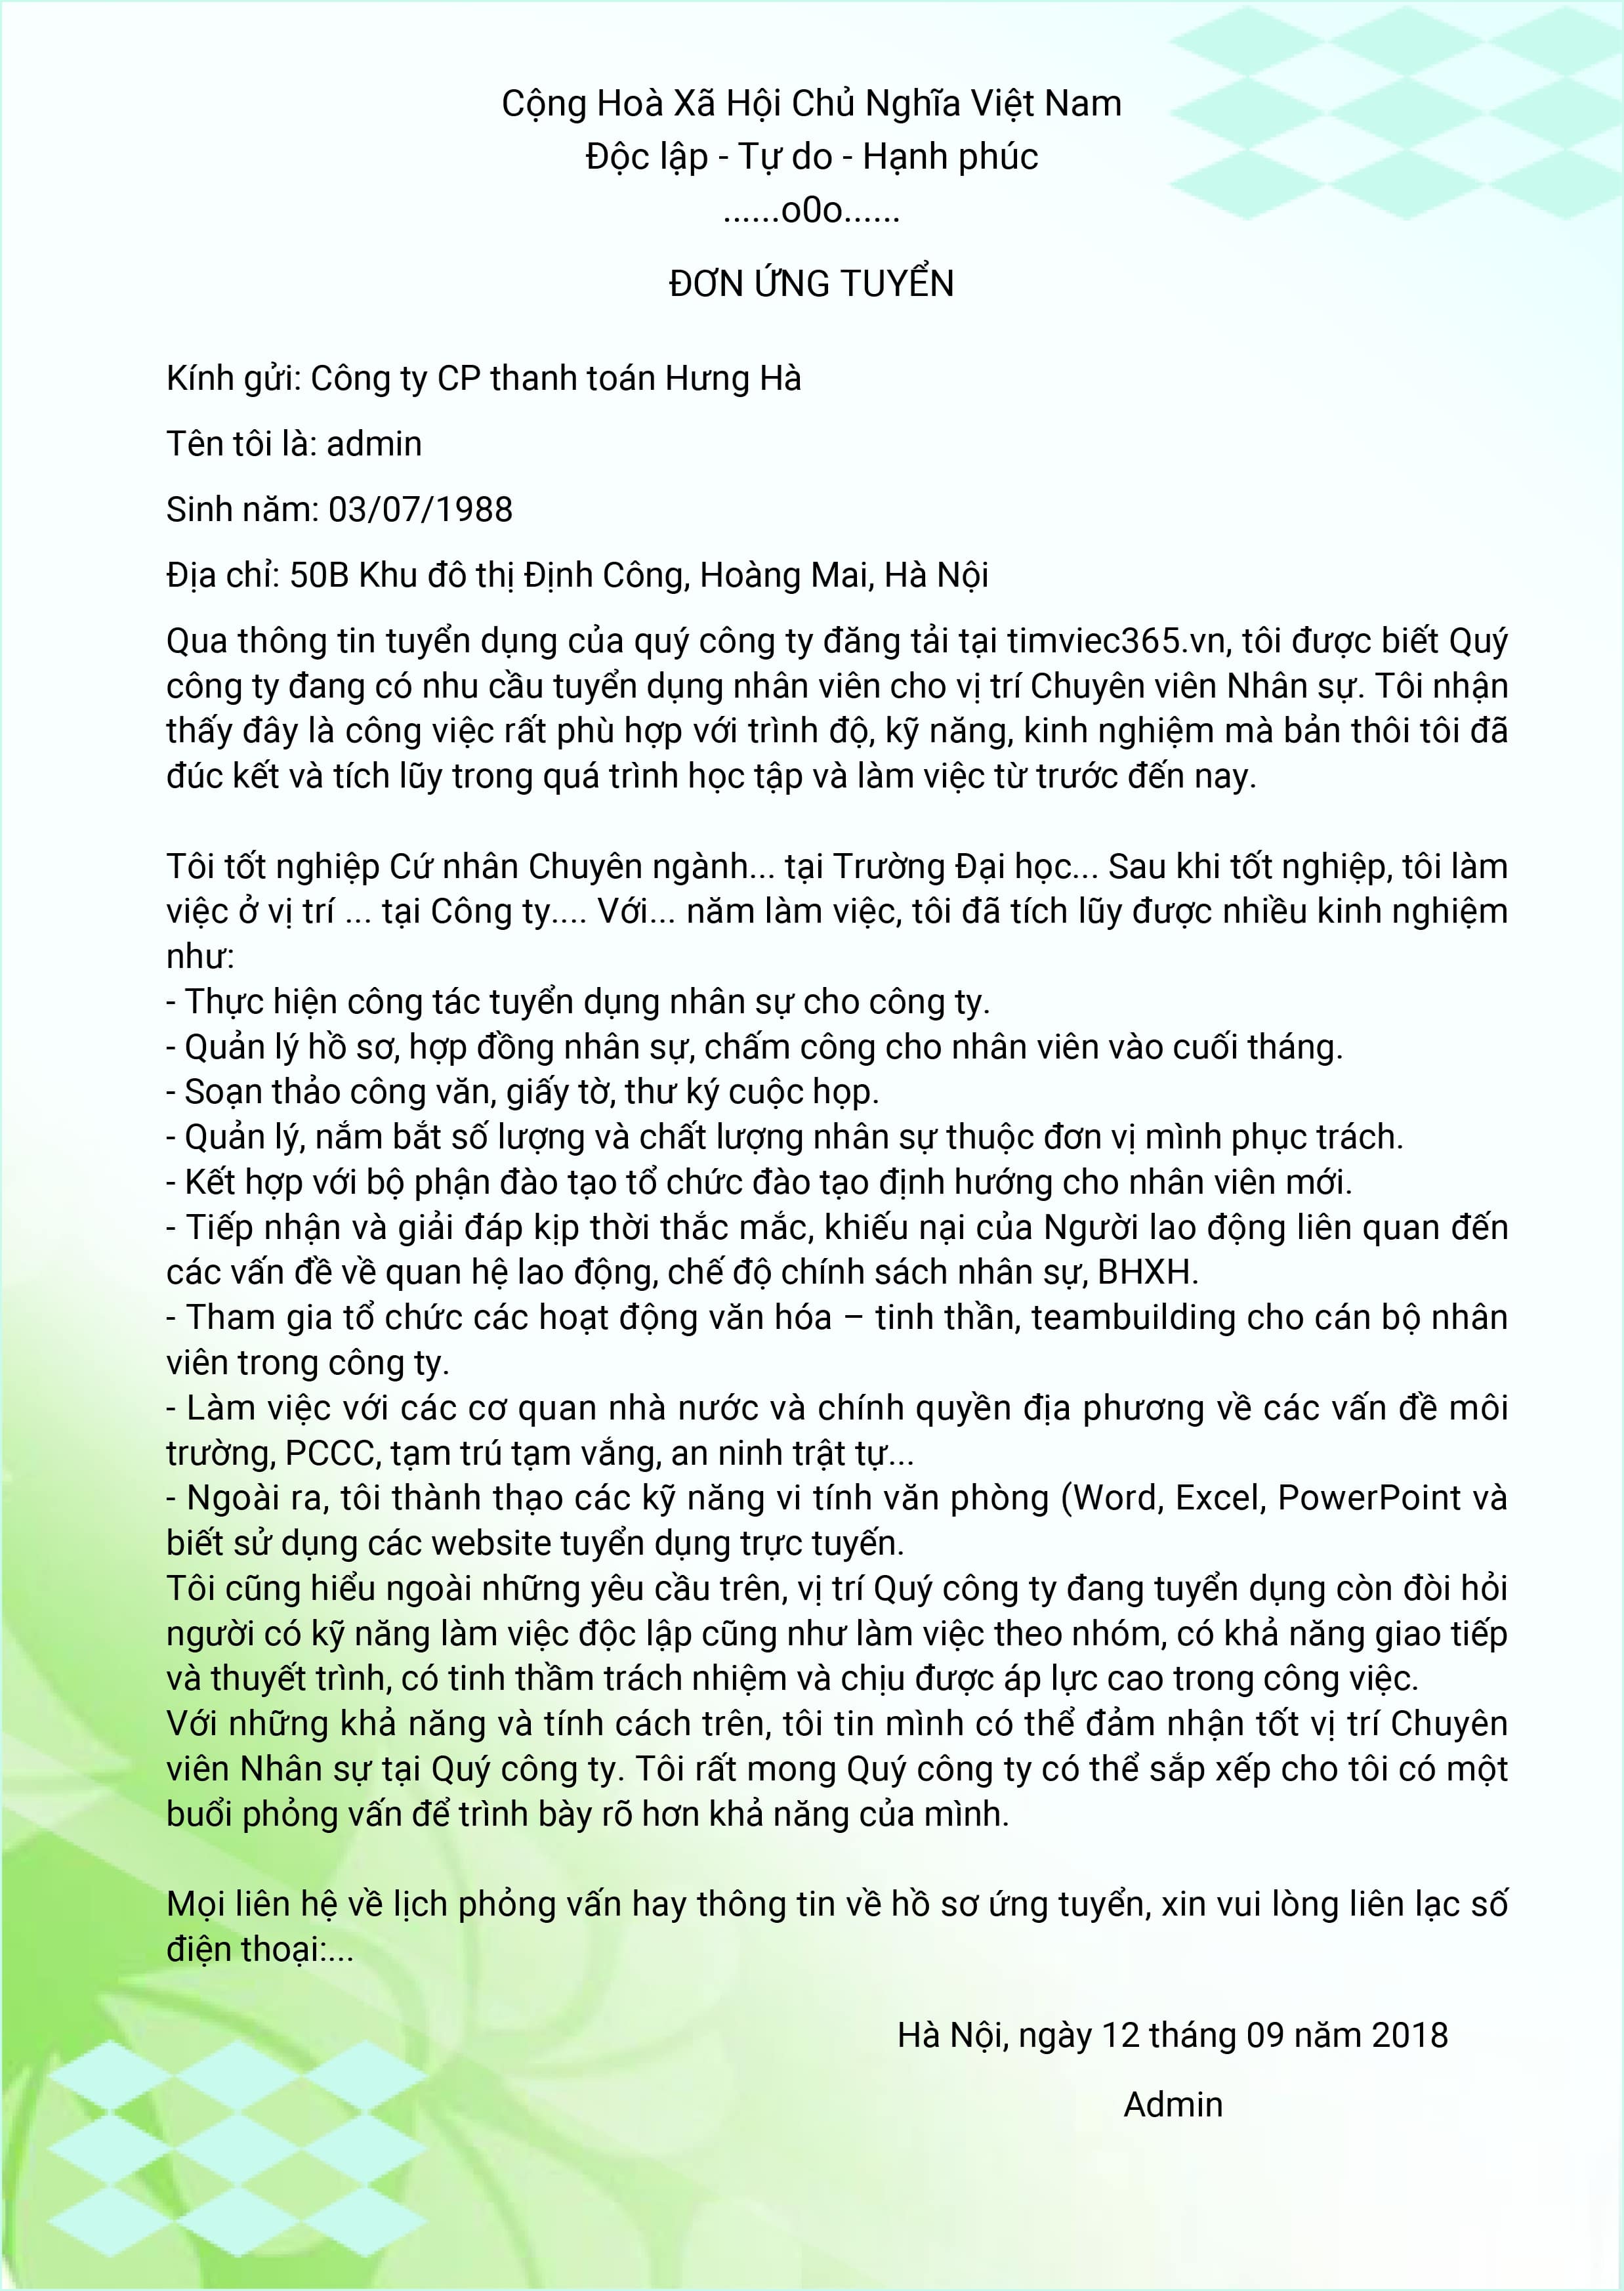 Cộng Hoà Xã Hội Chủ Nghĩa Việt Nam
Độc lập - Tự do - Hạnh phúc
......o0o......
ĐƠN ỨNG TUYỂN
Kính gửi: Công ty CP thanh toán Hưng Hà
Tên tôi là: admin
Sinh năm: 03/07/1988
Địa chỉ: 50B Khu đô thị Định Công, Hoàng Mai, Hà Nội
Qua thông tin tuyển dụng của quý công ty đăng tải tại timviec365.vn, tôi được biết Quý
công ty đang có nhu cầu tuyển dụng nhân viên cho vị trí Chuyên viên Nhân sự. Tôi nhận
thấy đây là công việc rất phù hợp với trình độ, kỹ năng, kinh nghiệm mà bản thôi tôi đã
đúc kết và tích lũy trong quá trình học tập và làm việc từ trước đến nay.
Tôi tốt nghiệp Cứ nhân Chuyên ngành... tại Trường Đại học... Sau khi tốt nghiệp, tôi làm
việc ở vị trí ... tại Công ty.... Với... năm làm việc, tôi đã tích lũy được nhiều kinh nghiệm
như:
- Thực hiện công tác tuyển dụng nhân sự cho công ty.
- Quản lý hồ sơ, hợp đồng nhân sự, chấm công cho nhân viên vào cuối tháng.
- Soạn thảo công văn, giấy tờ, thư ký cuộc họp.
- Quản lý, nắm bắt số lượng và chất lượng nhân sự thuộc đơn vị mình phục trách.
- Kết hợp với bộ phận đào tạo tổ chức đào tạo định hướng cho nhân viên mới.
- Tiếp nhận và giải đáp kịp thời thắc mắc, khiếu nại của Người lao động liên quan đến
các vấn đề về quan hệ lao động, chế độ chính sách nhân sự, BHXH.
- Tham gia tổ chức các hoạt động văn hóa – tinh thần, teambuilding cho cán bộ nhân
viên trong công ty.
- Làm việc với các cơ quan nhà nước và chính quyền địa phương về các vấn đề môi
trường, PCCC, tạm trú tạm vắng, an ninh trật tự...
- Ngoài ra, tôi thành thạo các kỹ năng vi tính văn phòng (Word, Excel, PowerPoint và
biết sử dụng các website tuyển dụng trực tuyến.
Tôi cũng hiểu ngoài những yêu cầu trên, vị trí Quý công ty đang tuyển dụng còn đòi hỏi
người có kỹ năng làm việc độc lập cũng như làm việc theo nhóm, có khả năng giao tiếp
và thuyết trình, có tinh thầm trách nhiệm và chịu được áp lực cao trong công việc.
Với những khả năng và tính cách trên, tôi tin mình có thể đảm nhận tốt vị trí Chuyên
viên Nhân sự tại Quý công ty. Tôi rất mong Quý công ty có thể sắp xếp cho tôi có một
buổi phỏng vấn để trình bày rõ hơn khả năng của mình.
Mọi liên hệ về lịch phỏng vấn hay thông tin về hồ sơ ứng tuyển, xin vui lòng liên lạc số
điện thoại:...
Hà Nội, ngày 12 tháng 09 năm 2018
Admin